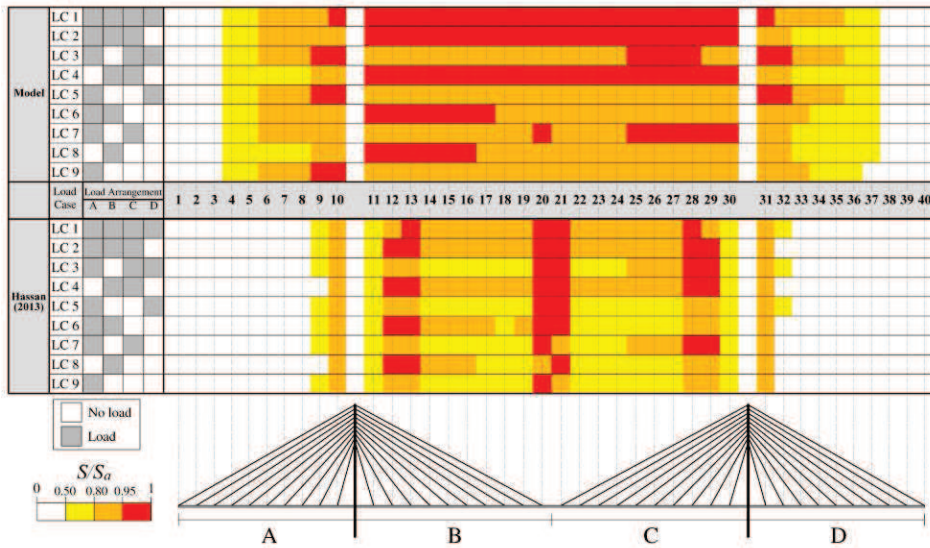 LC 1
LC 2
LC 3
LC 4
Model
LC 5
LC 6
LC 7
LC 8
LC 9
Load Case
Load Arrangement
A B C D
1 2 3 4 5 6 7 8 9 10 11 12 13 14 15 16 17 18 19 20 21 22 23 24 25 26 27 28 29 30 31 32 33 34 35 36 37 38 39 40
LC 1
LC 2
LC 3
LC 4
Hassan
(2013)
LC 5
LC 6
LC 7
LC 8
LC 9
No load
Load
S/Sa
0 0.50 0.80 0.95 1
A B C D